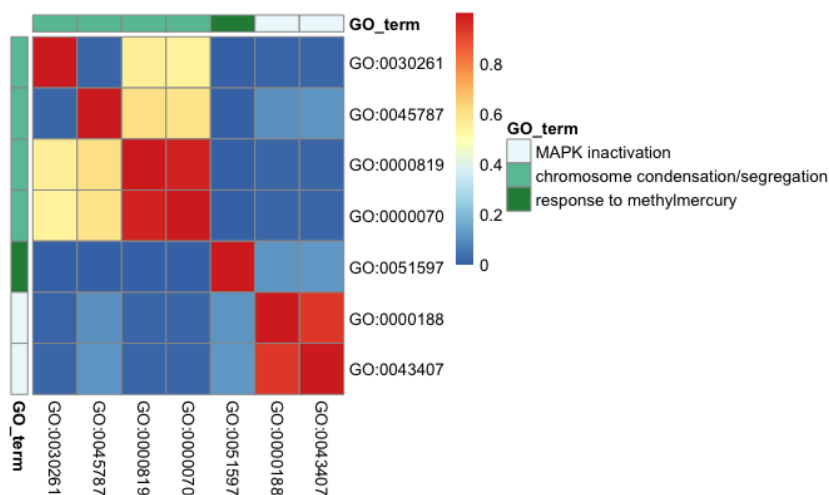 GO_term
GO:0030261
GO:0045787
GO:0000819
GO:0000070
GO:0051597
GO:0000188
GO:0043407
0.8
0.6
0.4
0.2
0
GO_term
MAPK inactivation
chromosome condensation/segregation
response to methylmercury
GO_term
GO:0030261
GO:0045787
GO:0000819
GO:0000070
GO:0051597
GO:0000188
GO:0043407